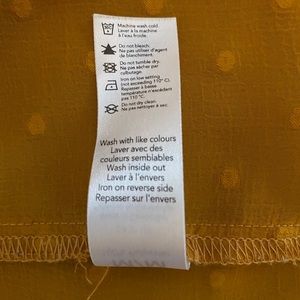 Machine wash cold.
Laver à la machine
à l'eau froide.
Do not bleach.
Ne pas utiliser d'agent
de blanchiment.
Do not tumble dry.
Ne pas sécher par
culbutage.
Iron on low setting
(not exceeding 110° C).
Repasser à basse
température n'excédant
pas 110 °C.
Do not dry clean.
Ne pas nettoyer à sec.
Wash with like colours
Laver avec des
couleurs semblables
Wash inside out
Laver à l'envers
Iron on reverse side
Repasser sur l'envers